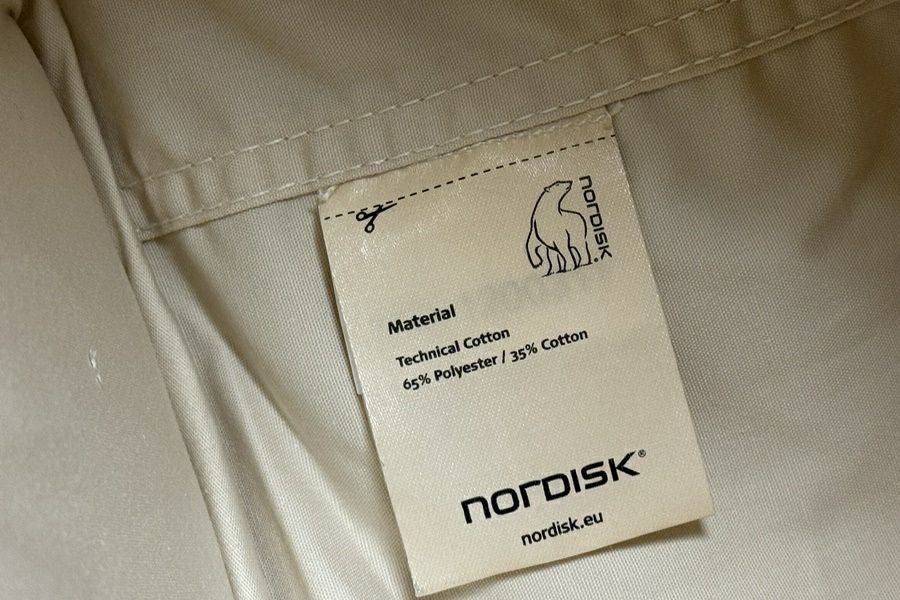 nordisk
Material
Technical Cotton
65% Polyester / 35% Cotton
nordisk®
nordisk.eu